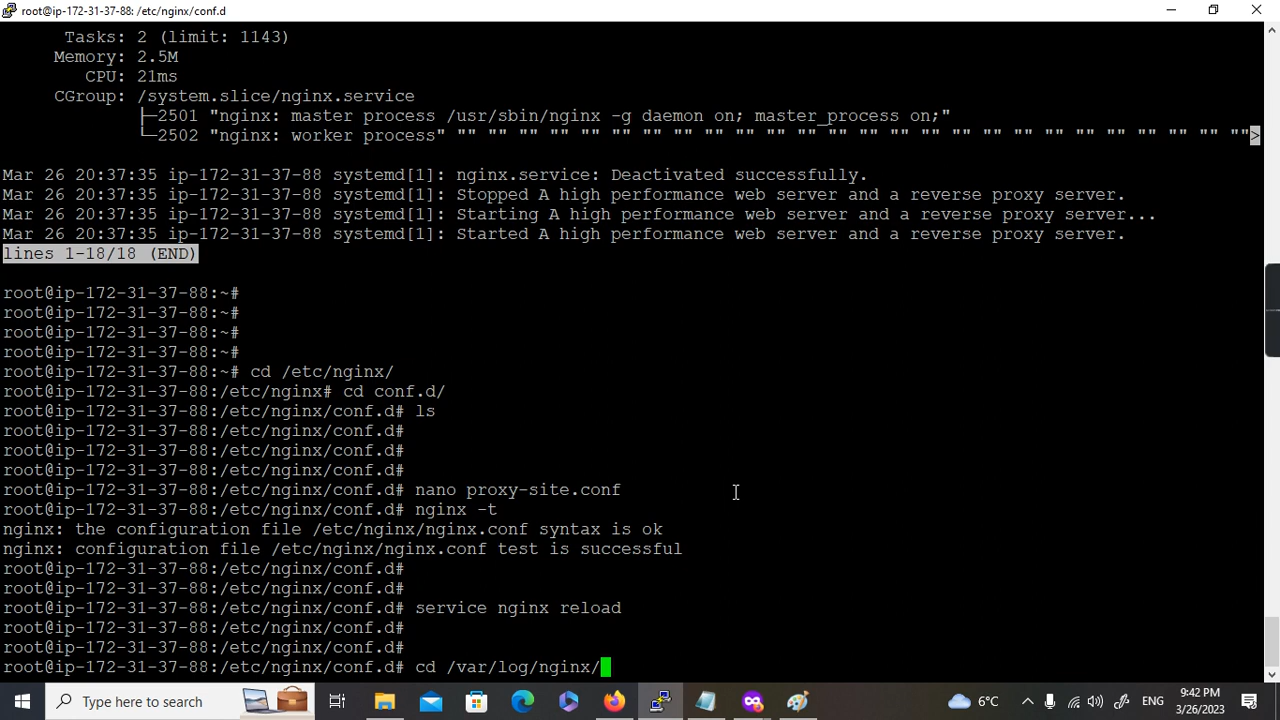 root@ip-172-31-37-88: /etc/nginx/conf.d
Tasks: 2 (limit: 1143)
Memory: 2.5M
CPU: 21ms
CGroup: /system.slice/nginx.service
├─2501 "nginx: master process /usr/sbin/nginx -g daemon on; master_process on;"
└─2502 "nginx: worker process" "" "" "" "" "" "" "" "" "" "" "" "" "" "" "" "" "" "" "" "" "" "" "" "" "" ""&gt;
Mar 26 20:37:35 ip-172-31-37-88 systemd[1]: nginx.service: Deactivated successfully.
Mar 26 20:37:35 ip-172-31-37-88 systemd[1]: Stopped A high performance web server and a reverse proxy server.
Mar 26 20:37:35 ip-172-31-37-88 systemd[1]: Starting A high performance web server and a reverse proxy server...
Mar 26 20:37:35 ip-172-31-37-88 systemd[1]: Started A high performance web server and a reverse proxy server.
lines 1-18/18 (END)
root@ip-172-31-37-88:~#
root@ip-172-31-37-88:~#
root@ip-172-31-37-88:~#
root@ip-172-31-37-88:~#
root@ip-172-31-37-88:~# cd /etc/nginx/
root@ip-172-31-37-88:/etc/nginx# cd conf.d/
root@ip-172-31-37-88:/etc/nginx/conf.d# ls
root@ip-172-31-37-88:/etc/nginx/conf.d#
root@ip-172-31-37-88:/etc/nginx/conf.d#
root@ip-172-31-37-88:/etc/nginx/conf.d#
root@ip-172-31-37-88:/etc/nginx/conf.d# nano proxy-site.conf
root@ip-172-31-37-88:/etc/nginx/conf.d# nginx -t
nginx: the configuration file /etc/nginx/nginx.conf syntax is ok
nginx: configuration file /etc/nginx/nginx.conf test is successful
root@ip-172-31-37-88:/etc/nginx/conf.d#
root@ip-172-31-37-88:/etc/nginx/conf.d#
root@ip-172-31-37-88:/etc/nginx/conf.d# service nginx reload
root@ip-172-31-37-88:/etc/nginx/conf.d#
root@ip-172-31-37-88:/etc/nginx/conf.d#
root@ip-172-31-37-88:/etc/nginx/conf.d# cd /var/log/nginx/
Type here to search
6°C
ENG
9:42 PM
3/26/2023